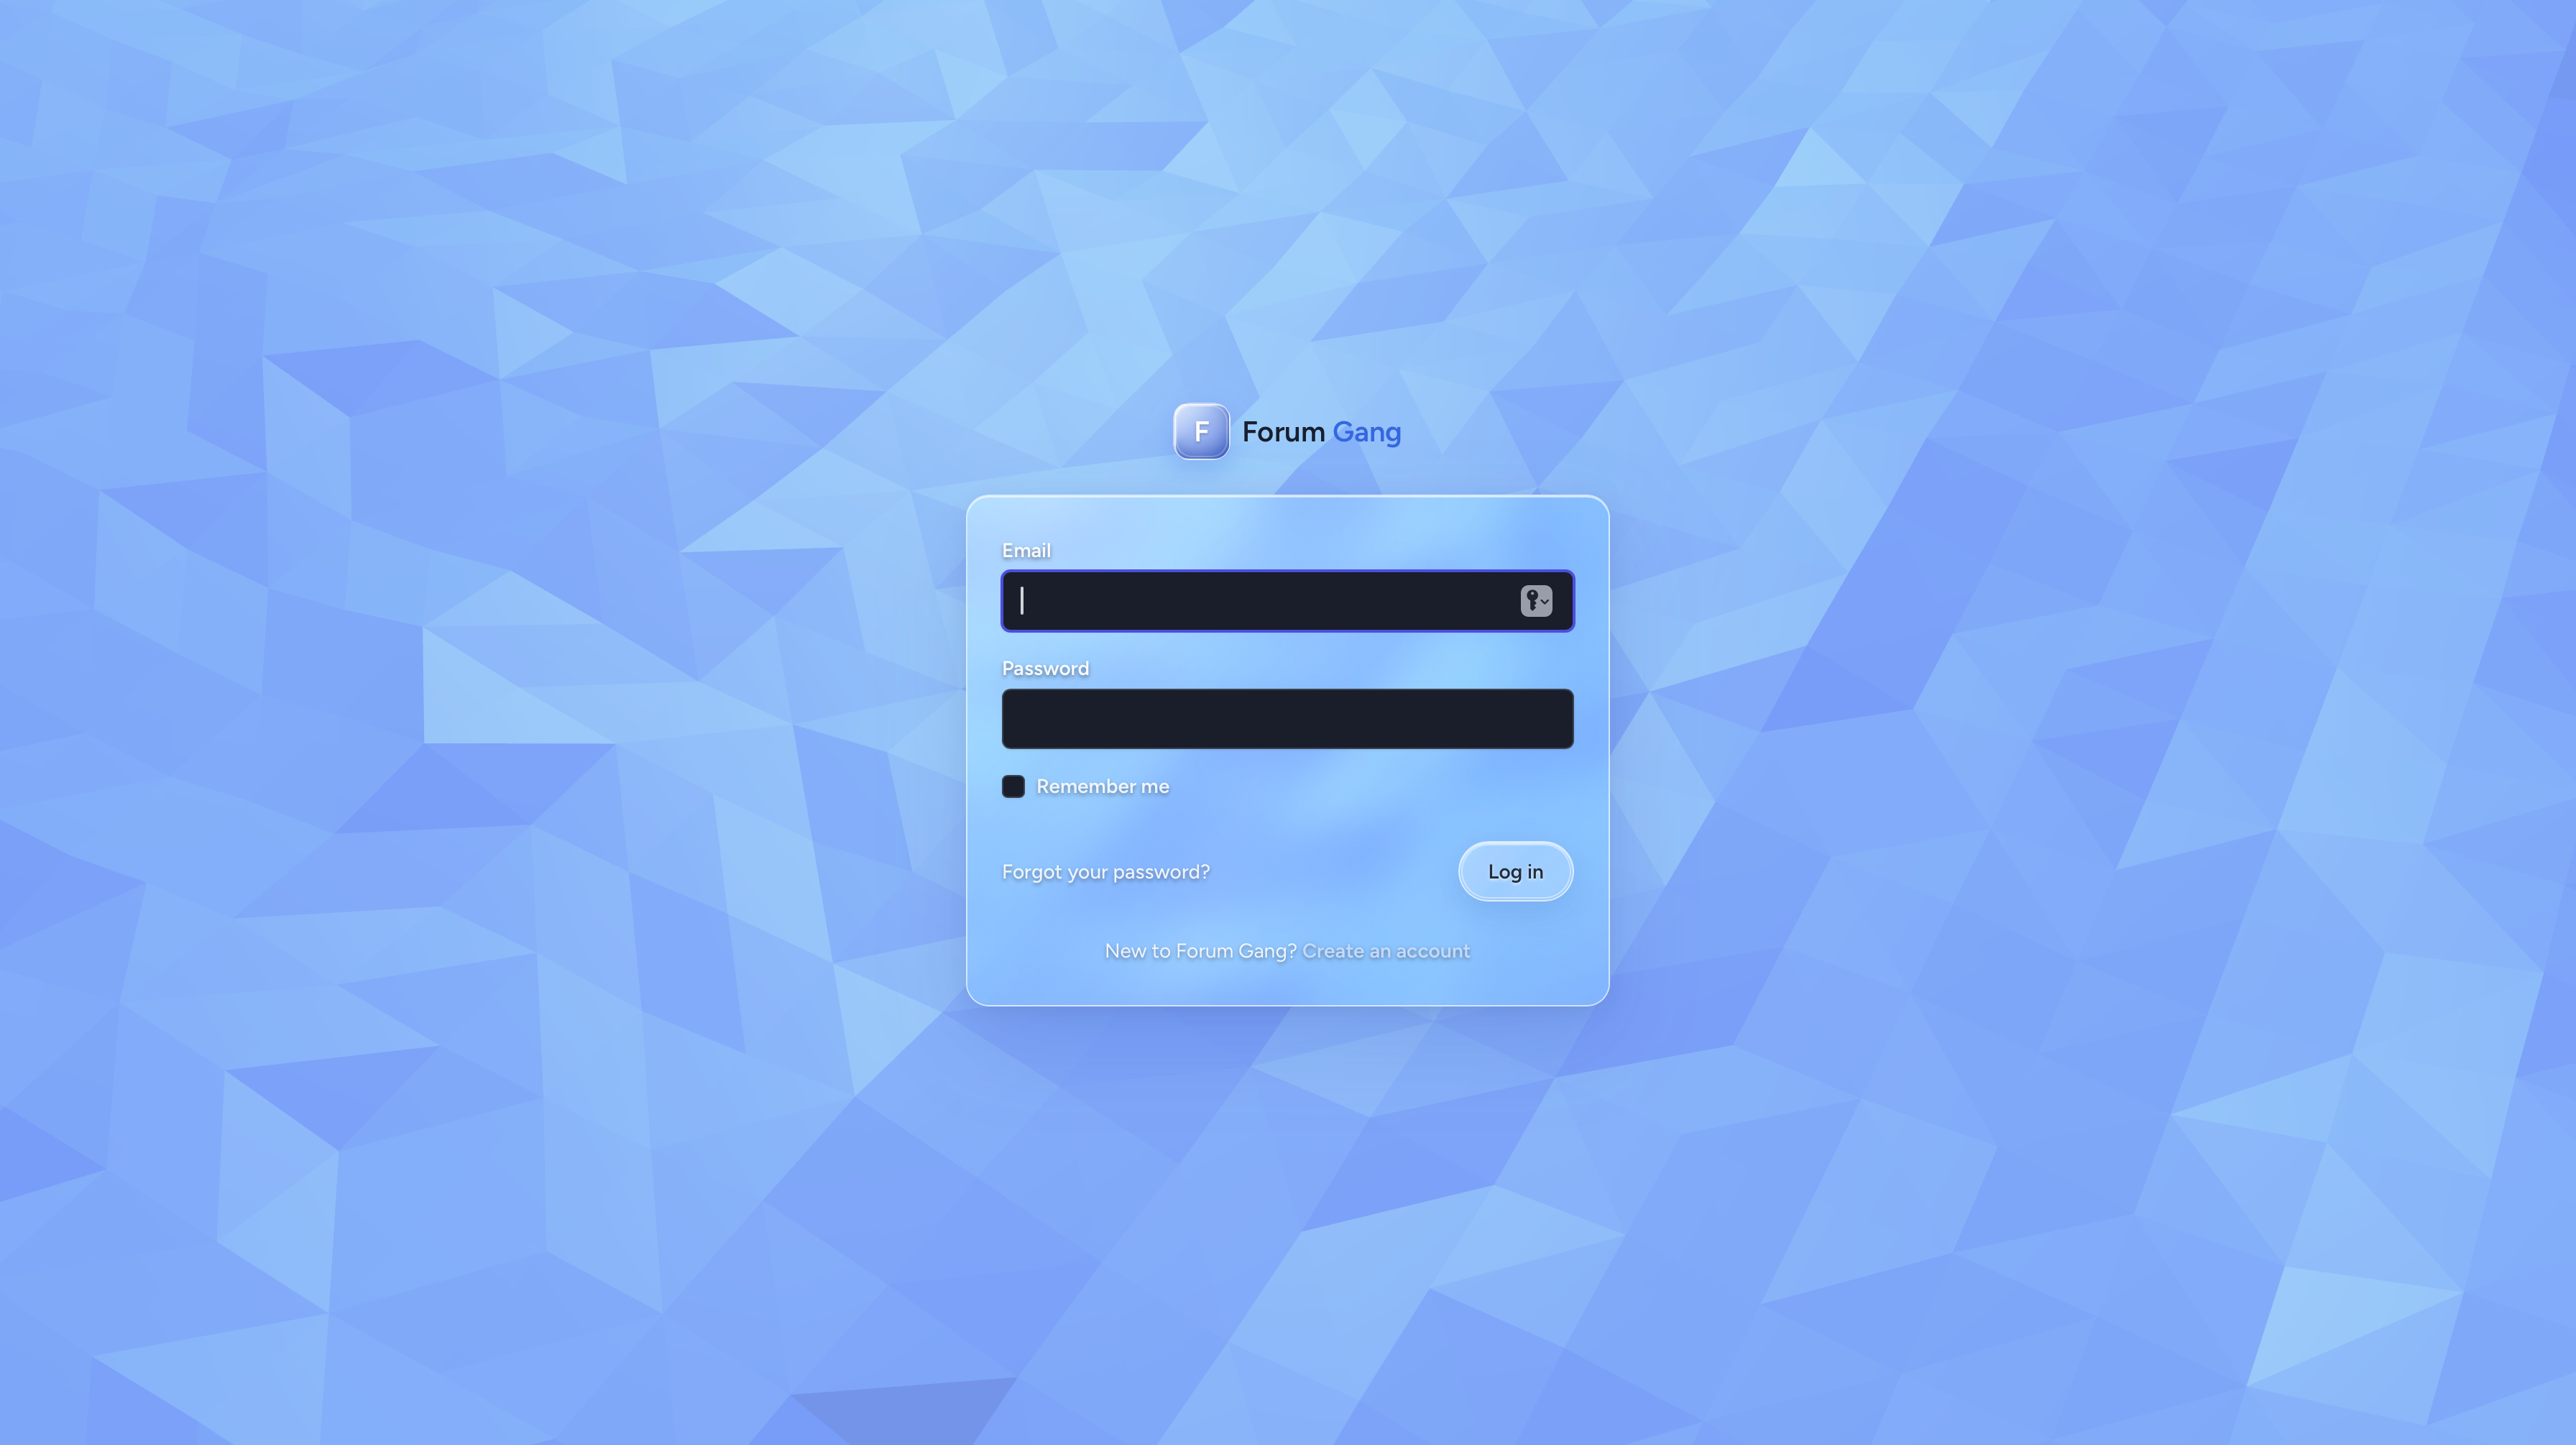 F Forum Gang
Email
Password
Remember me
Forgot your password?
Log in
New to Forum Gang? Create an account